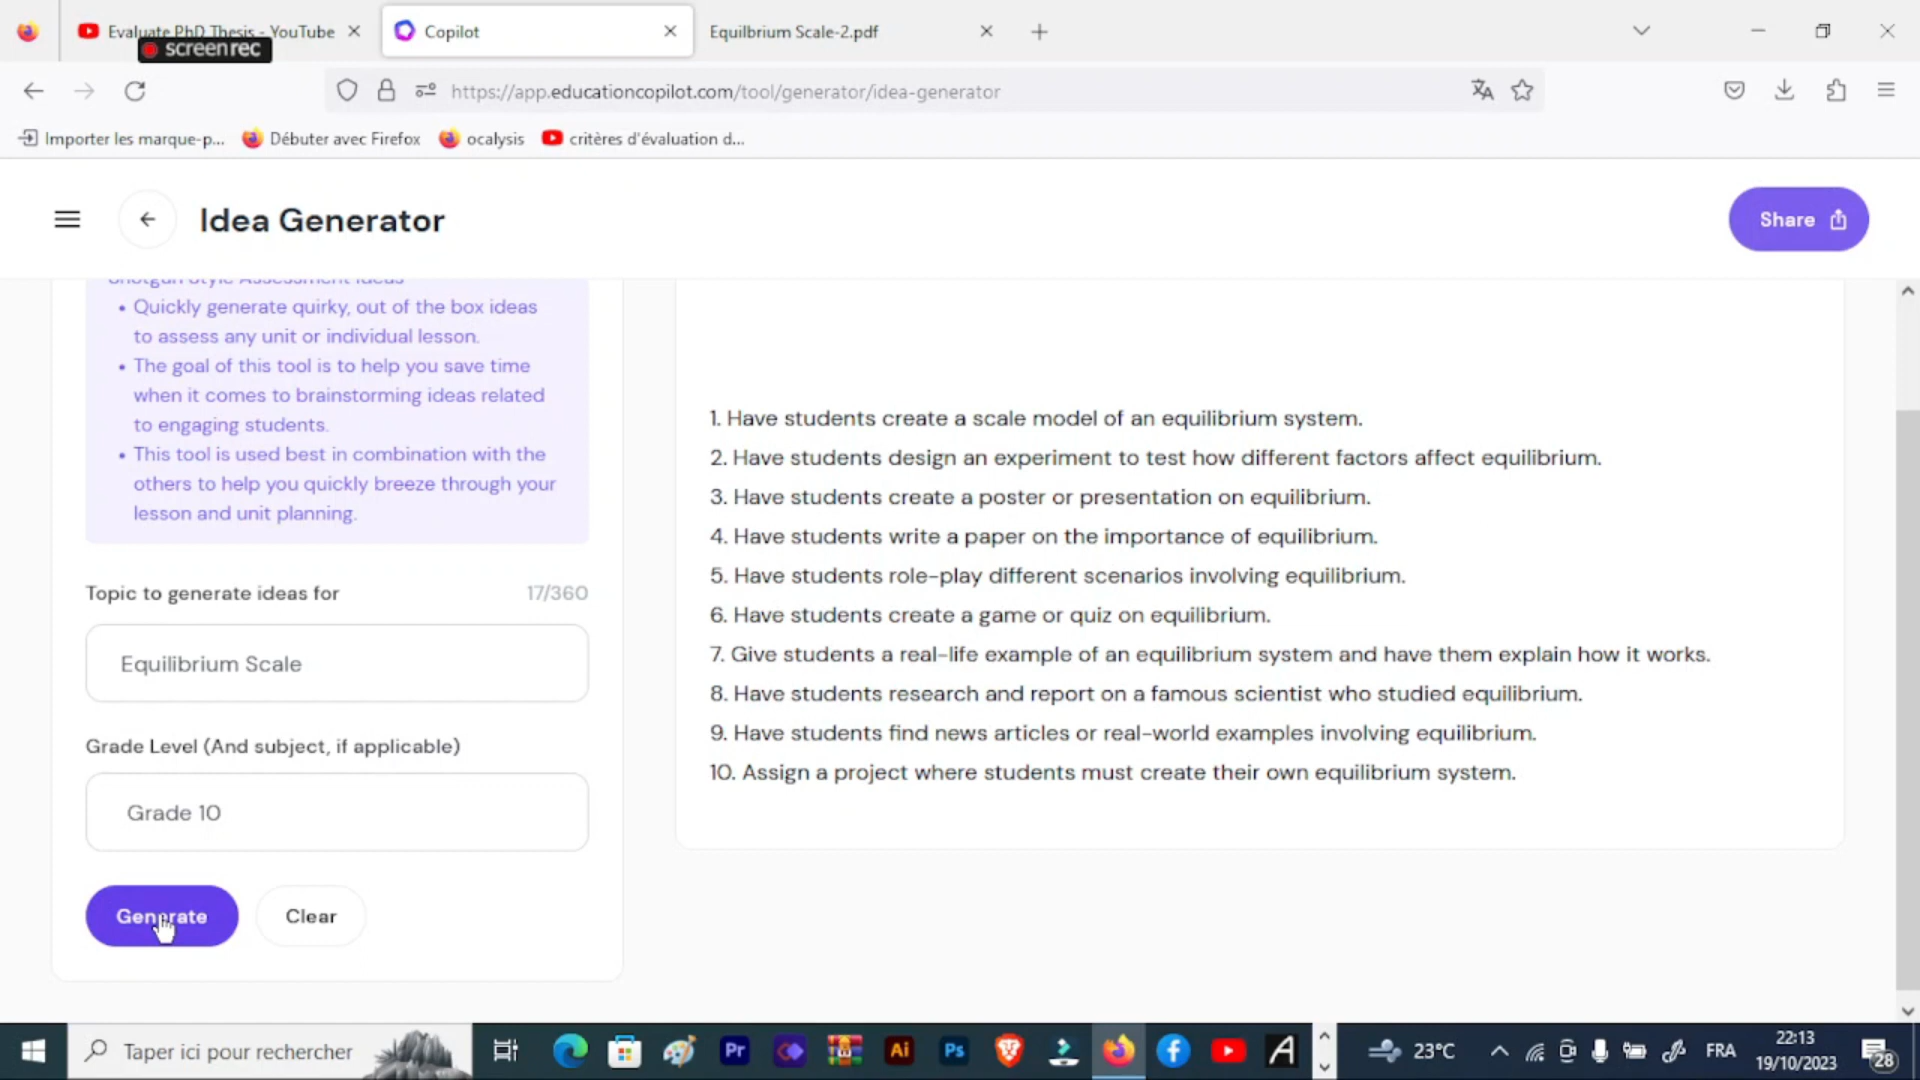 Evaluate PhD Thesis - YouTube
Copilot
Equilbrium Scale-2.pdf
screenrec
https://app.educationcopilot.com/tool/generator/idea-generator
Importer les marque-p...
Débuter avec Firefox
ocalysis
critères d'évaluation d...
Idea Generator
Share
Shotgun Style Assessment Ideas
• Quickly generate quirky, out of the box ideas
to assess any unit or individual lesson.
• The goal of this tool is to help you save time
when it comes to brainstorming ideas related
to engaging students.
• This tool is used best in combination with the
others to help you quickly breeze through your
lesson and unit planning.
Topic to generate ideas for 17/360
Equilibrium Scale
Grade Level (And subject, if applicable)
Grade 10
Generate
Clear
1. Have students create a scale model of an equilibrium system.
2. Have students design an experiment to test how different factors affect equilibrium.
3. Have students create a poster or presentation on equilibrium.
4. Have students write a paper on the importance of equilibrium.
5. Have students role-play different scenarios involving equilibrium.
6. Have students create a game or quiz on equilibrium.
7. Give students a real-life example of an equilibrium system and have them explain how it works.
8. Have students research and report on a famous scientist who studied equilibrium.
9. Have students find news articles or real-world examples involving equilibrium.
10. Assign a project where students must create their own equilibrium system.
Taper ici pour rechercher
Pr
Ai
Ps
A
23°C
FRA
22:13
19/10/2023
28